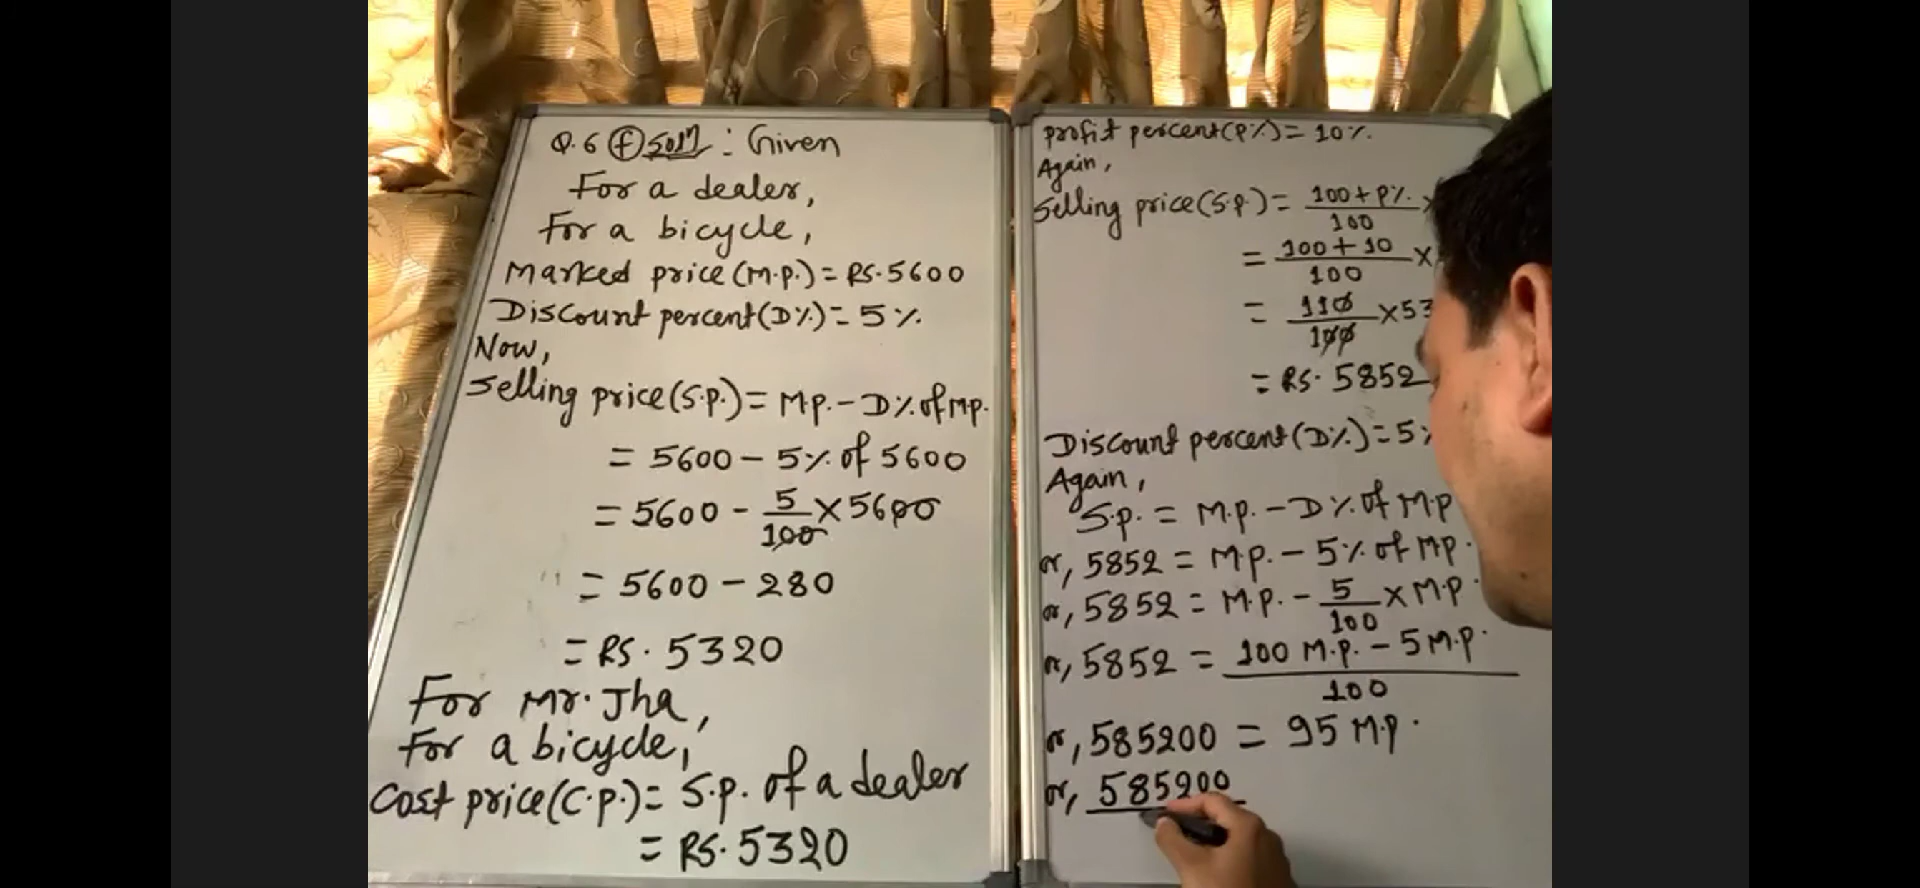 Q.6 (f) Soln : Given
For a dealer,
For a bicycle,
Marked price(M.p.) = RS.5600
Discount percent(D%) = 5%.
Now,
Selling price(S.p.) = M.p. - D% of M.p.
= 5600 - 5% of 5600
= 5600 - 5/100 × 5600
= 5600 - 280
= RS. 5320
For Mr. Jha,
For a bicycle,
Cost price(C.p.) = S.p. of a dealer
= RS. 5320
profit percent(P%) = 10%.
Again,
Selling price(S.p.) = 100 + P% / 100 ×
= 100 + 10 / 100 ×
= 110/100 × 53
= RS. 5852
Discount percent(D%) = 5%
Again,
S.p. = M.p. - D% of M.p
or, 5852 = M.p. - 5% of M.p.
or, 5852 = M.p. - 5/100 × M.p.
or, 5852 = 100 M.p. - 5 M.p. / 100
or, 585200 = 95 M.p.
or, 585200